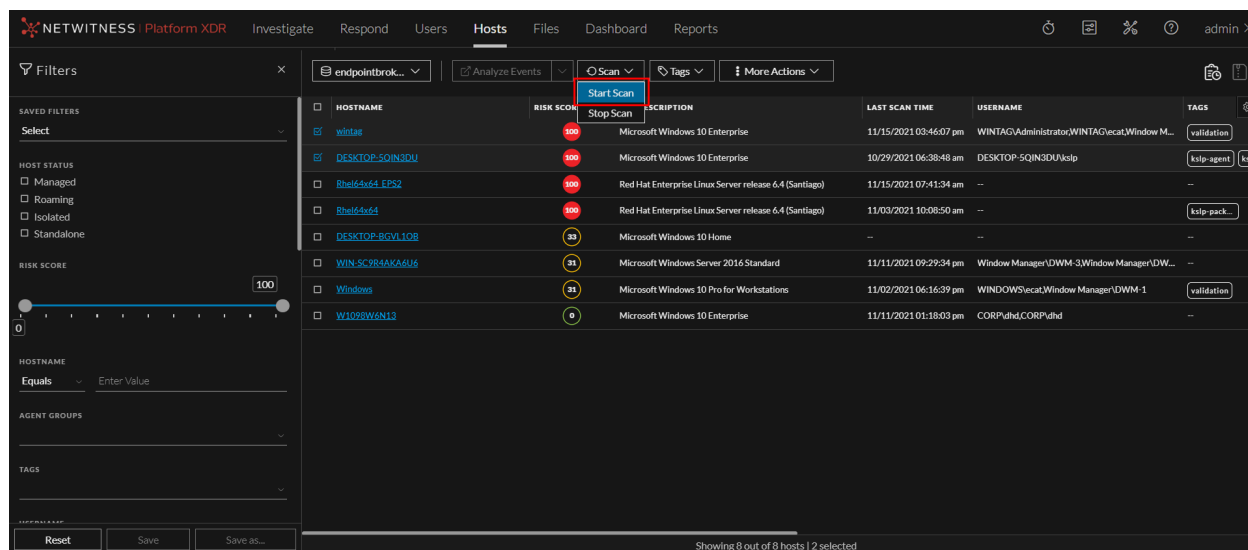 NETWITNESS Platform XDR Investigate Respond Users Hosts Files Dashboard Reports admin
Filters
endpointbrok... Analyze Events Scan Tags More Actions
Start Scan
Stop Scan
SAVED FILTERS
Select
HOST STATUS
Managed
Roaming
Isolated
Standalone
RISK SCORE
100
0
HOSTNAME
Equals Enter Value
AGENT GROUPS
TAGS
Reset Save Save as...
HOSTNAME RISK SCOR ESCRIPTION LAST SCAN TIME USERNAME TAGS
wintag 100 Microsoft Windows 10 Enterprise 11/15/2021 03:46:07 pm WINTAG\Administrator,WINTAG\ecat,Window M... validation
DESKTOP-5QIN3DU 100 Microsoft Windows 10 Enterprise 10/29/2021 06:38:48 am DESKTOP-5QIN3DU\kslp kslp-agent ks
Rhel64x64_EPS2 100 Red Hat Enterprise Linux Server release 6.4 (Santiago) 11/15/2021 07:41:34 am -- --
Rhel64x64 100 Red Hat Enterprise Linux Server release 6.4 (Santiago) 11/03/2021 10:08:50 am -- kslp-pack...
DESKTOP-BGVL1OB 33 Microsoft Windows 10 Home -- -- --
WIN-SC9R4AKA6U6 31 Microsoft Windows Server 2016 Standard 11/11/2021 09:29:34 pm Window Manager\DWM-3,Window Manager\DW... --
Windows 31 Microsoft Windows 10 Pro for Workstations 11/02/2021 06:16:39 pm WINDOWS\ecat,Window Manager\DWM-1 validation
W1098W6N13 0 Microsoft Windows 10 Enterprise 11/11/2021 01:18:03 pm CORP\dhd,CORP\dhd --
Showing 8 out of 8 hosts | 2 selected